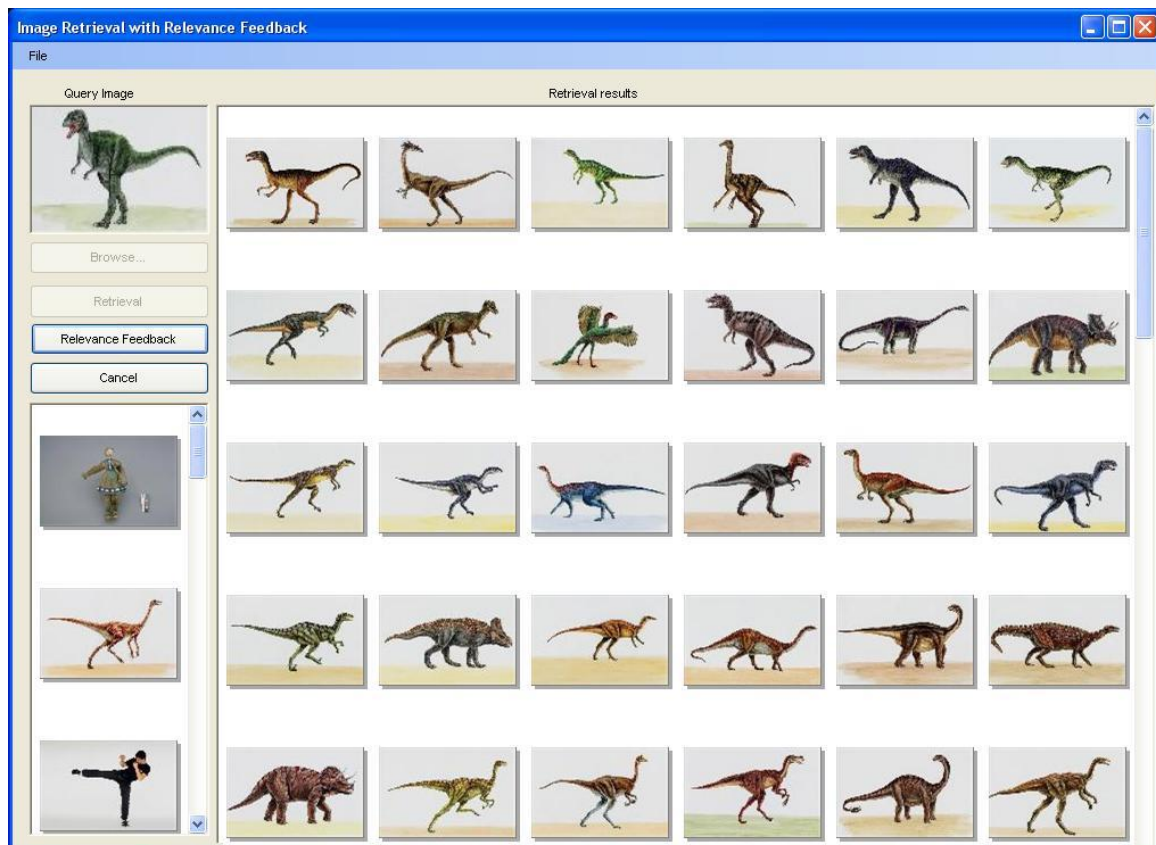 Image Retrieval with Relevance Feedback
File
Query Image
Retrieval results
Browse...
Retrieval
Relevance Feedback
Cancel